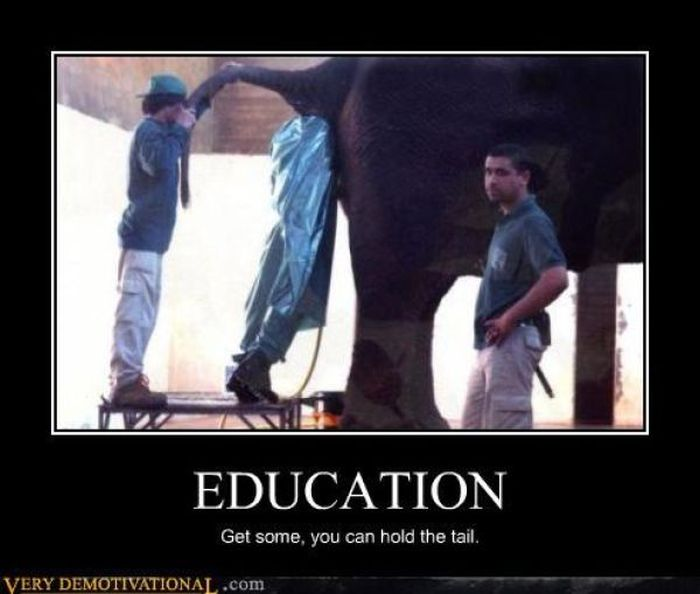 EDUCATION
Get some, you can hold the tail.
VERY DEMOTIVATIONAL.com